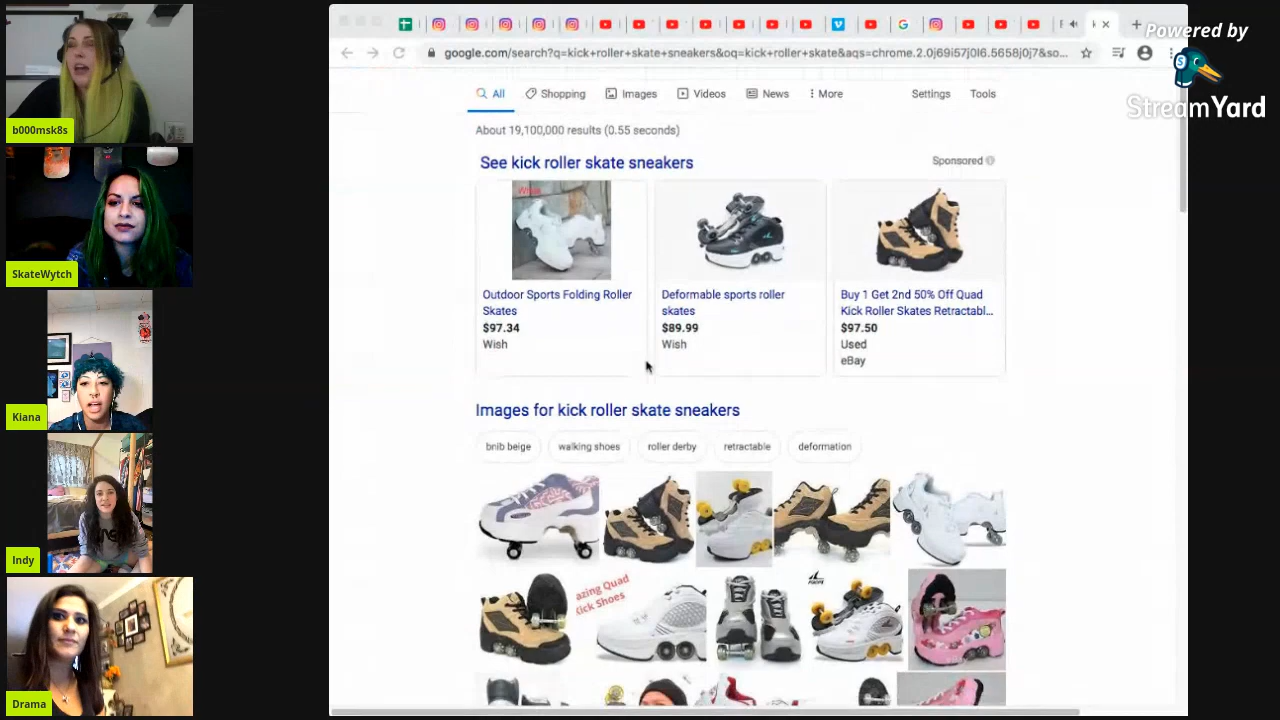 b000msk8s
SkateWytch
Kiana
Indy
Drama
google.com/search?q=kick+roller+skate+sneakers&oq=kick+roller+skate&aqs=chrome.2.0j69i57j0l6.5658j0j7&so...
Powered by
StreamYard
All
Shopping
Images
Videos
News
More
Settings
Tools
About 19,100,000 results (0.55 seconds)
See kick roller skate sneakers
Sponsored
Outdoor Sports Folding Roller
Skates
$97.34
Wish
Deformable sports roller
skates
$89.99
Wish
Buy 1 Get 2nd 50% Off Quad
Kick Roller Skates Retractabl...
$97.50
Used
eBay
Images for kick roller skate sneakers
bnib beige
walking shoes
roller derby
retractable
deformation
azing Quad
Kick Shoes